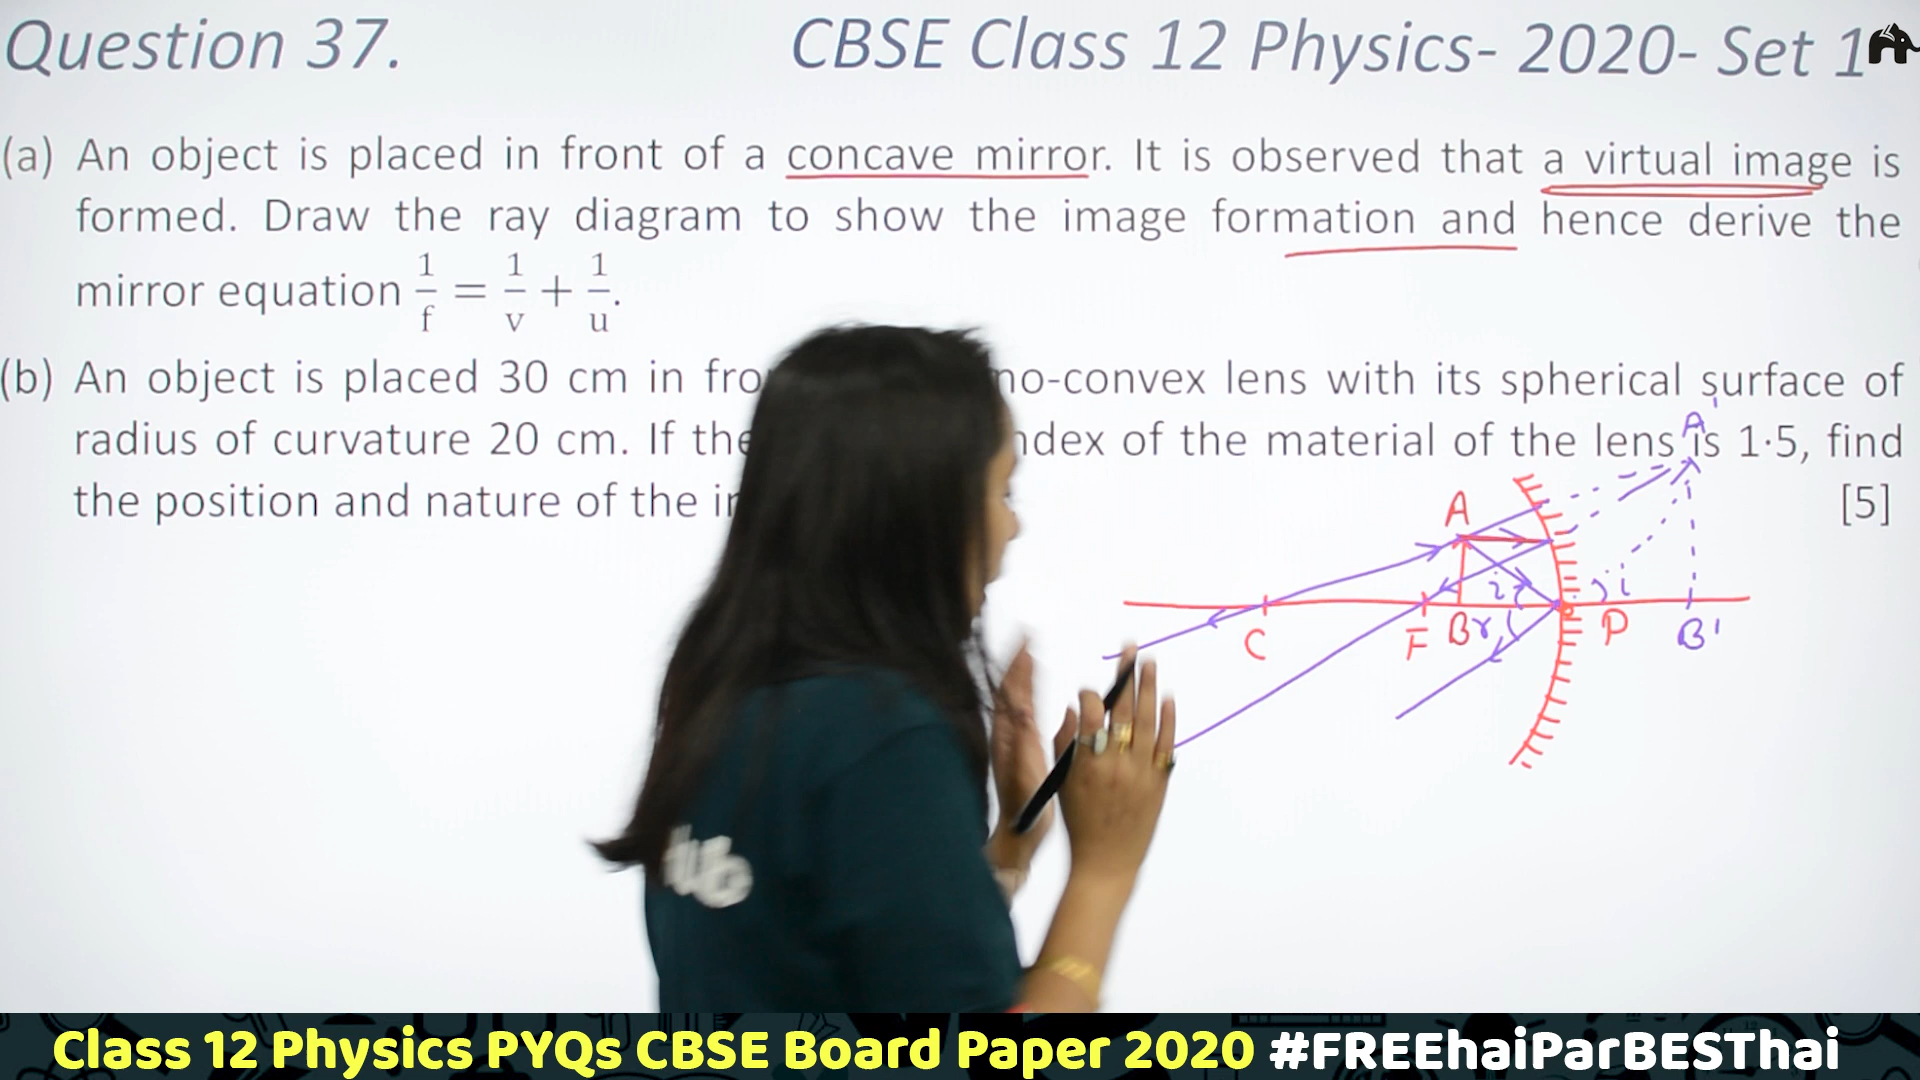 Question 37.
CBSE Class 12 Physics- 2020- Set 1
(a) An object is placed in front of a concave mirror. It is observed that a virtual image is
formed. Draw the ray diagram to show the image formation and hence derive the
mirror equation 1/f = 1/v + 1/u.
(b) An object is placed 30 cm in fro no-convex lens with its spherical surface of
radius of curvature 20 cm. If the ndex of the material of the lens is 1·5, find
the position and nature of the [5]
A'
A
i i
C F B r P B'
Class 12 Physics PYQs CBSE Board Paper 2020 #FREEhaiParBESThai